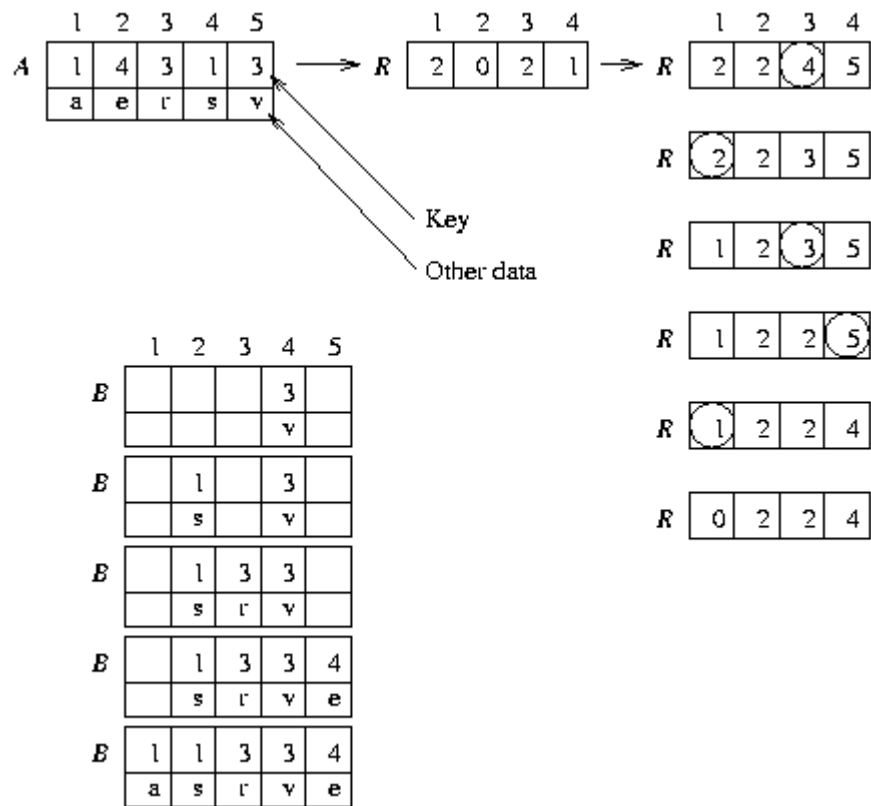 1 2 3 4 5
A 1 4 3 1 3
a e r s v
1 2 3 4
R 2 0 2 1
1 2 3 4
R 2 2 4 5
R 2 2 3 5
R 1 2 3 5
R 1 2 2 5
R 1 2 2 4
R 0 2 2 4
Key
Other data
1 2 3 4 5
B 3
v
B 1 3
s v
B 1 3 3
s r v
B 1 3 3 4
s r v e
B 1 1 3 3 4
a s r v e